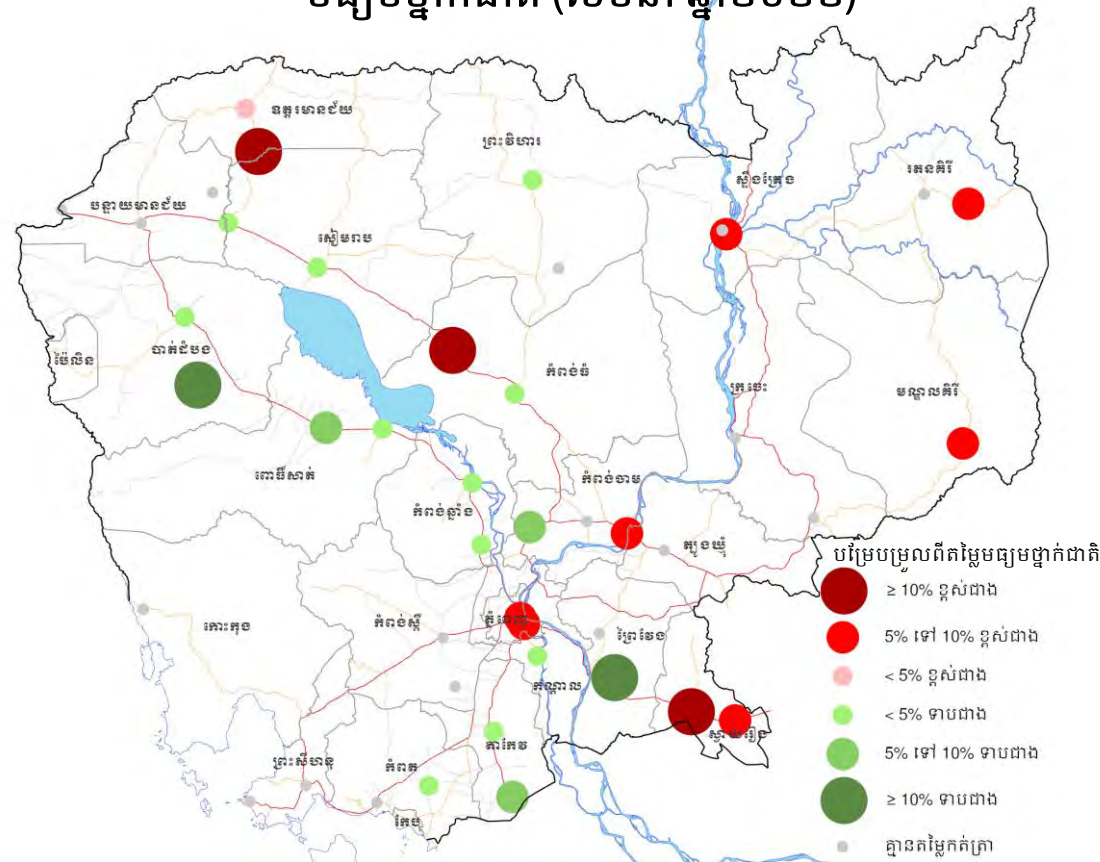 ឧត្តរមានជ័យ
ព្រះវិហារ
ស្ទឹងត្រែង
រតនគិរី
បន្ទាយមានជ័យ
សៀមរាប
ប៉ៃលិន
បាត់ដំបង
កំពង់ធំ
ក្រចេះ
មណ្ឌលគិរី
ពោធិ៍សាត់
កំពង់ឆ្នាំង
កំពង់ចាម
ត្បូងឃ្មុំ
កោះកុង
កំពង់ស្ពឺ
ភ្នំពេញ
ព្រៃវែង
កណ្តាល
ស្វាយរៀង
តាកែវ
ព្រះសីហនុ
កំពត
កែប
បម្រែបម្រួលពីតម្លៃមធ្យមថ្នាក់ជាតិ
≥ 10% ខ្ពស់ជាង
5% ទៅ 10% ខ្ពស់ជាង
< 5% ខ្ពស់ជាង
< 5% ទាបជាង
5% ទៅ 10% ទាបជាង
≥ 10% ទាបជាង
គ្មានតម្លៃកត់ត្រា